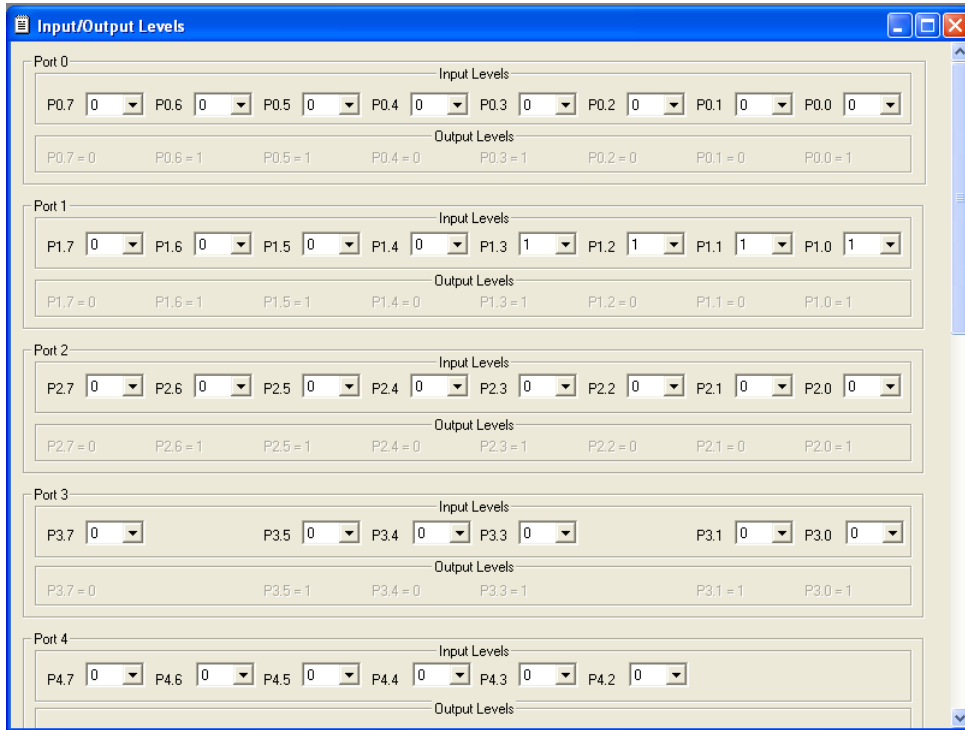 Input/Output Levels
Port 0
Input Levels
P0.7 0 P0.6 0 P0.5 0 P0.4 0 P0.3 0 P0.2 0 P0.1 0 P0.0 0
Output Levels
P0.7 = 0 P0.6 = 1 P0.5 = 1 P0.4 = 0 P0.3 = 1 P0.2 = 0 P0.1 = 0 P0.0 = 1
Port 1
Input Levels
P1.7 0 P1.6 0 P1.5 0 P1.4 0 P1.3 1 P1.2 1 P1.1 1 P1.0 1
Output Levels
P1.7 = 0 P1.6 = 1 P1.5 = 1 P1.4 = 0 P1.3 = 1 P1.2 = 0 P1.1 = 0 P1.0 = 1
Port 2
Input Levels
P2.7 0 P2.6 0 P2.5 0 P2.4 0 P2.3 0 P2.2 0 P2.1 0 P2.0 0
Output Levels
P2.7 = 0 P2.6 = 1 P2.5 = 1 P2.4 = 0 P2.3 = 1 P2.2 = 0 P2.1 = 0 P2.0 = 1
Port 3
Input Levels
P3.7 0 P3.5 0 P3.4 0 P3.3 0 P3.1 0 P3.0 0
Output Levels
P3.7 = 0 P3.5 = 1 P3.4 = 0 P3.3 = 1 P3.1 = 1 P3.0 = 1
Port 4
Input Levels
P4.7 0 P4.6 0 P4.5 0 P4.4 0 P4.3 0 P4.2 0
Output Levels